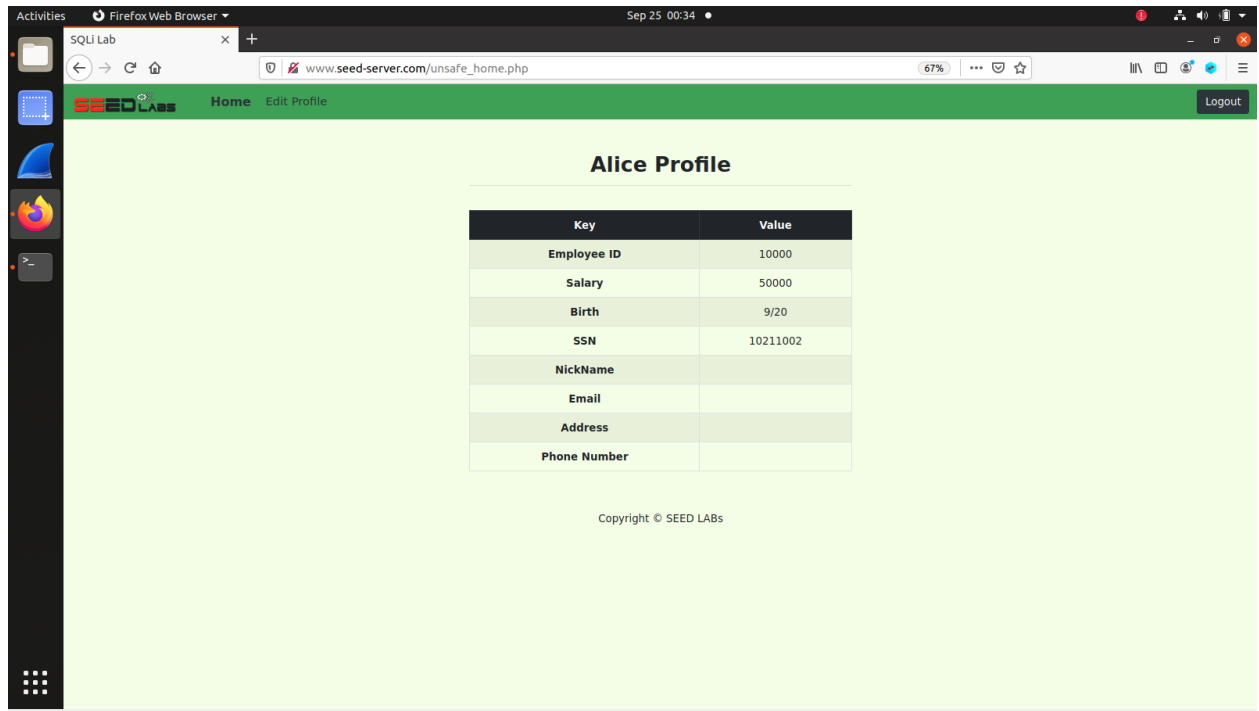 Activities Firefox Web Browser Sep 25 00:34
SQLi Lab
www.seed-server.com/unsafe_home.php 67%
SEED LABS Home Edit Profile Logout
Alice Profile
Key Value
Employee ID 10000
Salary 50000
Birth 9/20
SSN 10211002
NickName
Email
Address
Phone Number
Copyright © SEED LABs